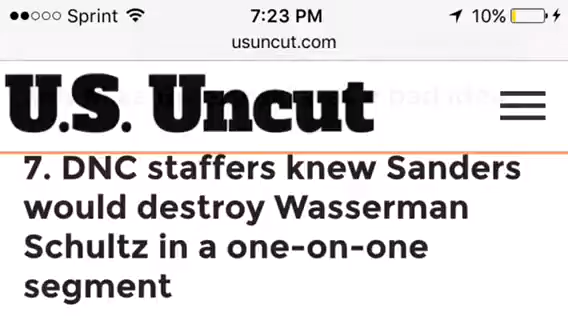 Sprint 7:23 PM 10%
usuncut.com
U.S. Uncut
7. DNC staffers knew Sanders
would destroy Wasserman
Schultz in a one-on-one
segment